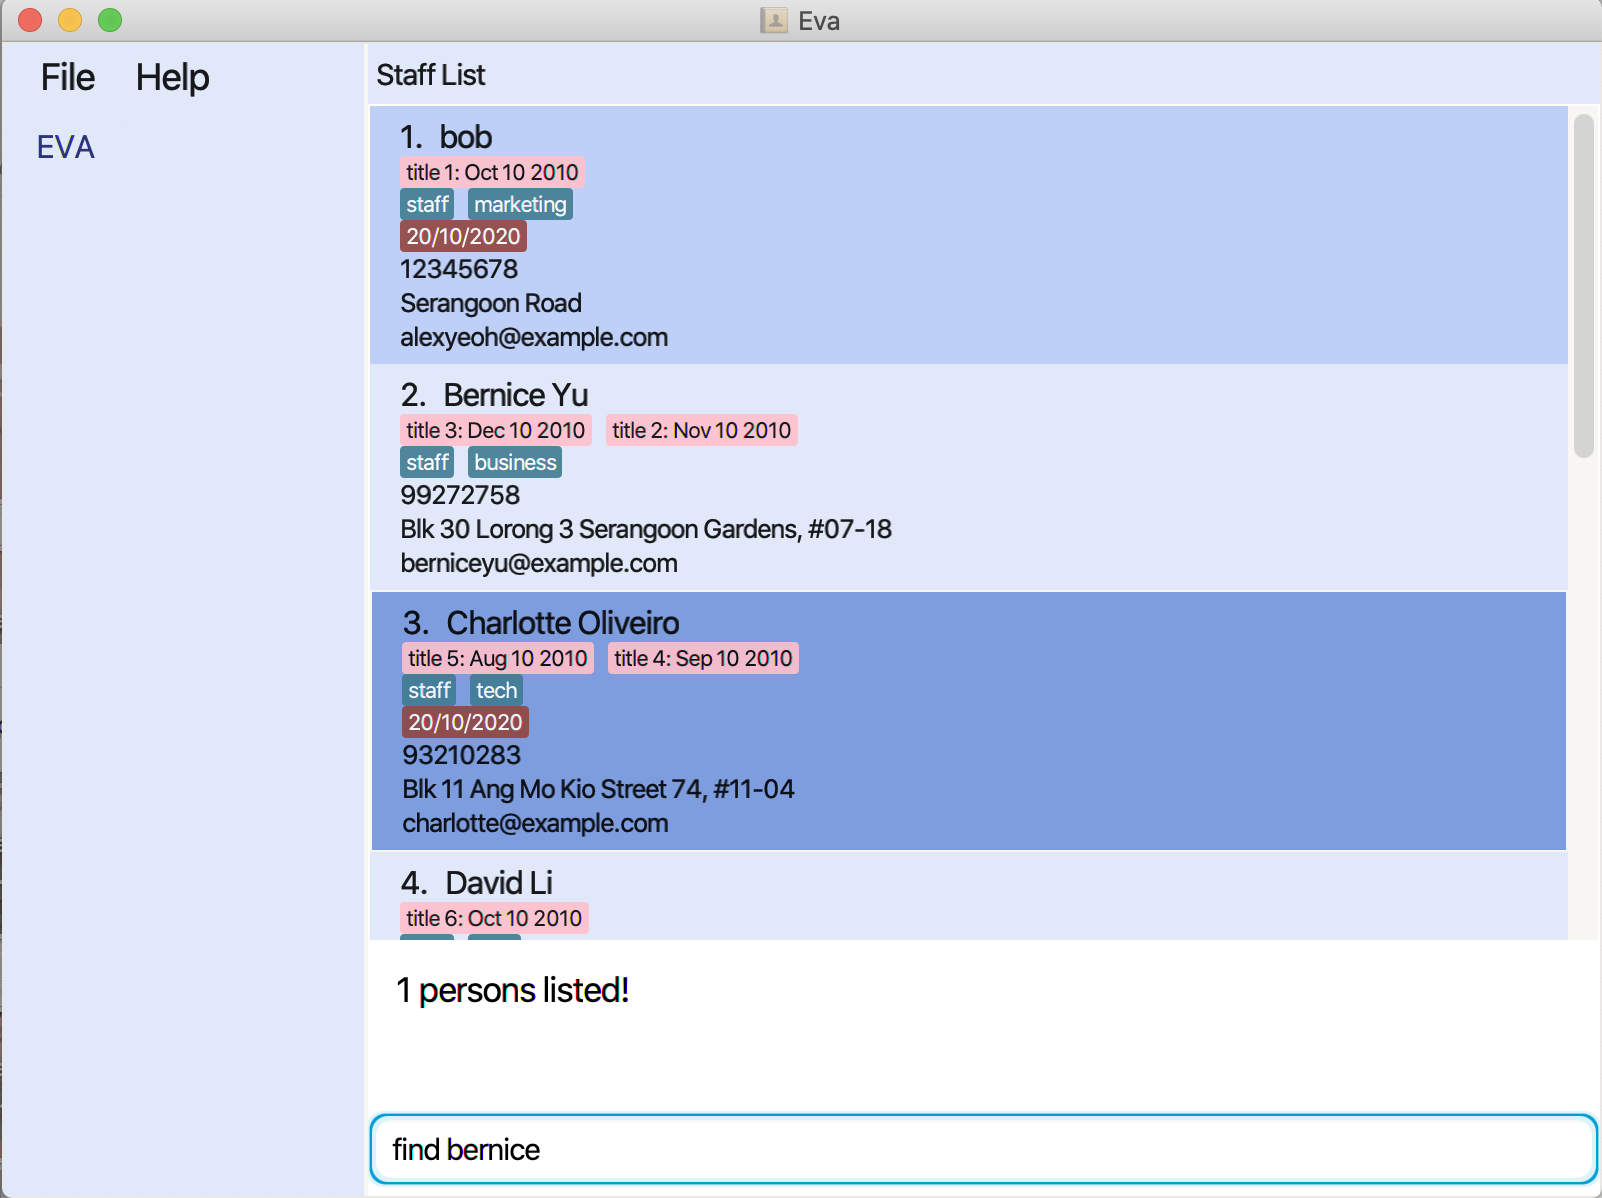 Eva
File Help
EVA
Staff List
1. bob
title 1: Oct 10 2010
staff marketing
20/10/2020
12345678
Serangoon Road
alexyeoh@example.com
2. Bernice Yu
title 3: Dec 10 2010 title 2: Nov 10 2010
staff business
99272758
Blk 30 Lorong 3 Serangoon Gardens, #07-18
berniceyu@example.com
3. Charlotte Oliveiro
title 5: Aug 10 2010 title 4: Sep 10 2010
staff tech
20/10/2020
93210283
Blk 11 Ang Mo Kio Street 74, #11-04
charlotte@example.com
4. David Li
title 6: Oct 10 2010
1 persons listed!
find bernice